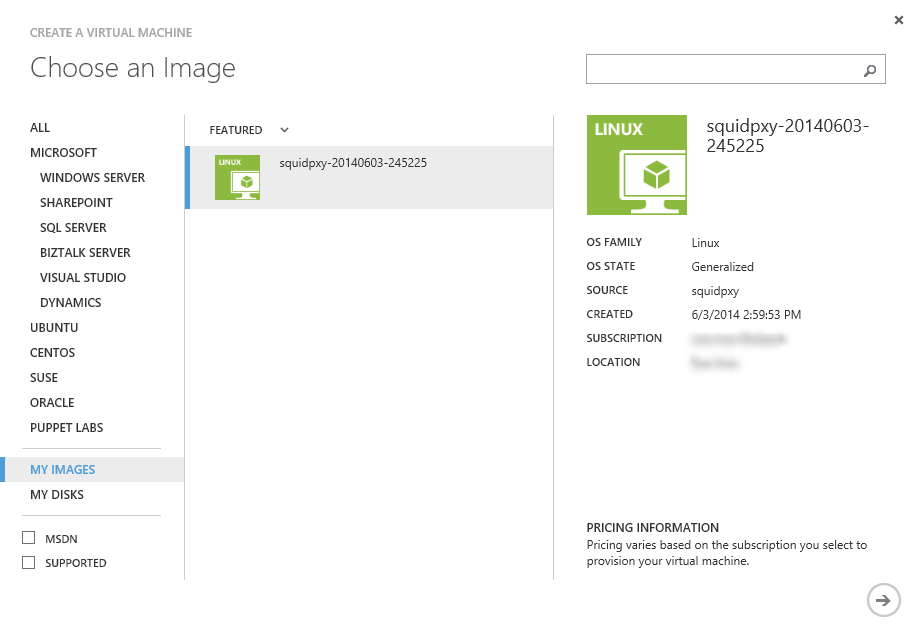 CREATE A VIRTUAL MACHINE
Choose an Image
ALL
MICROSOFT
WINDOWS SERVER
SHAREPOINT
SQL SERVER
BIZTALK SERVER
VISUAL STUDIO
DYNAMICS
UBUNTU
CENTOS
SUSE
ORACLE
PUPPET LABS
MY IMAGES
MY DISKS
MSDN
SUPPORTED
FEATURED
LINUX
squidpxy-20140603-245225
LINUX
squidpxy-20140603-
245225
OS FAMILY Linux
OS STATE Generalized
SOURCE squidpxy
CREATED 6/3/2014 2:59:53 PM
SUBSCRIPTION
LOCATION
PRICING INFORMATION
Pricing varies based on the subscription you select to
provision your virtual machine.